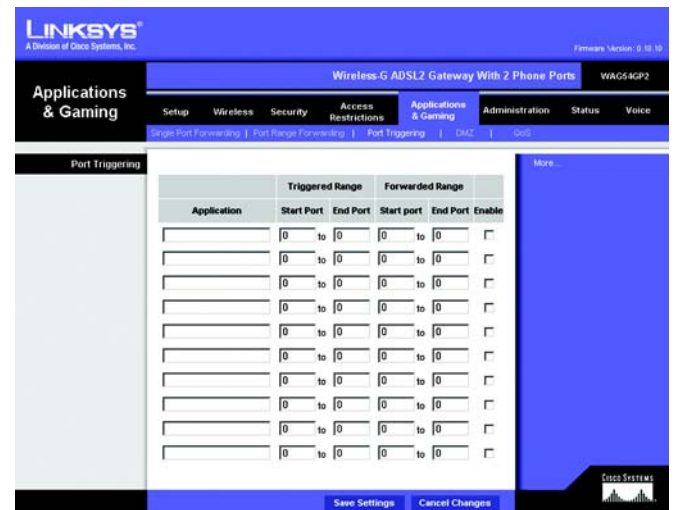 LINKSYS®
A Division of Cisco Systems, Inc.
Firmware Version: 0.10.10
Wireless-G ADSL2 Gateway With 2 Phone Ports WAG54GP2
Applications & Gaming
Setup Wireless Security Access Restrictions Applications & Gaming Administration Status Voice
Single Port Forwarding | Port Range Forwarding | Port Triggering | DMZ | QoS
Port Triggering
More...
Triggered Range Forwarded Range
Application Start Port End Port Start port End Port Enable
0 to 0 0 to 0
0 to 0 0 to 0
0 to 0 0 to 0
0 to 0 0 to 0
0 to 0 0 to 0
0 to 0 0 to 0
0 to 0 0 to 0
0 to 0 0 to 0
0 to 0 0 to 0
0 to 0 0 to 0
CISCO SYSTEMS
Save Settings Cancel Changes